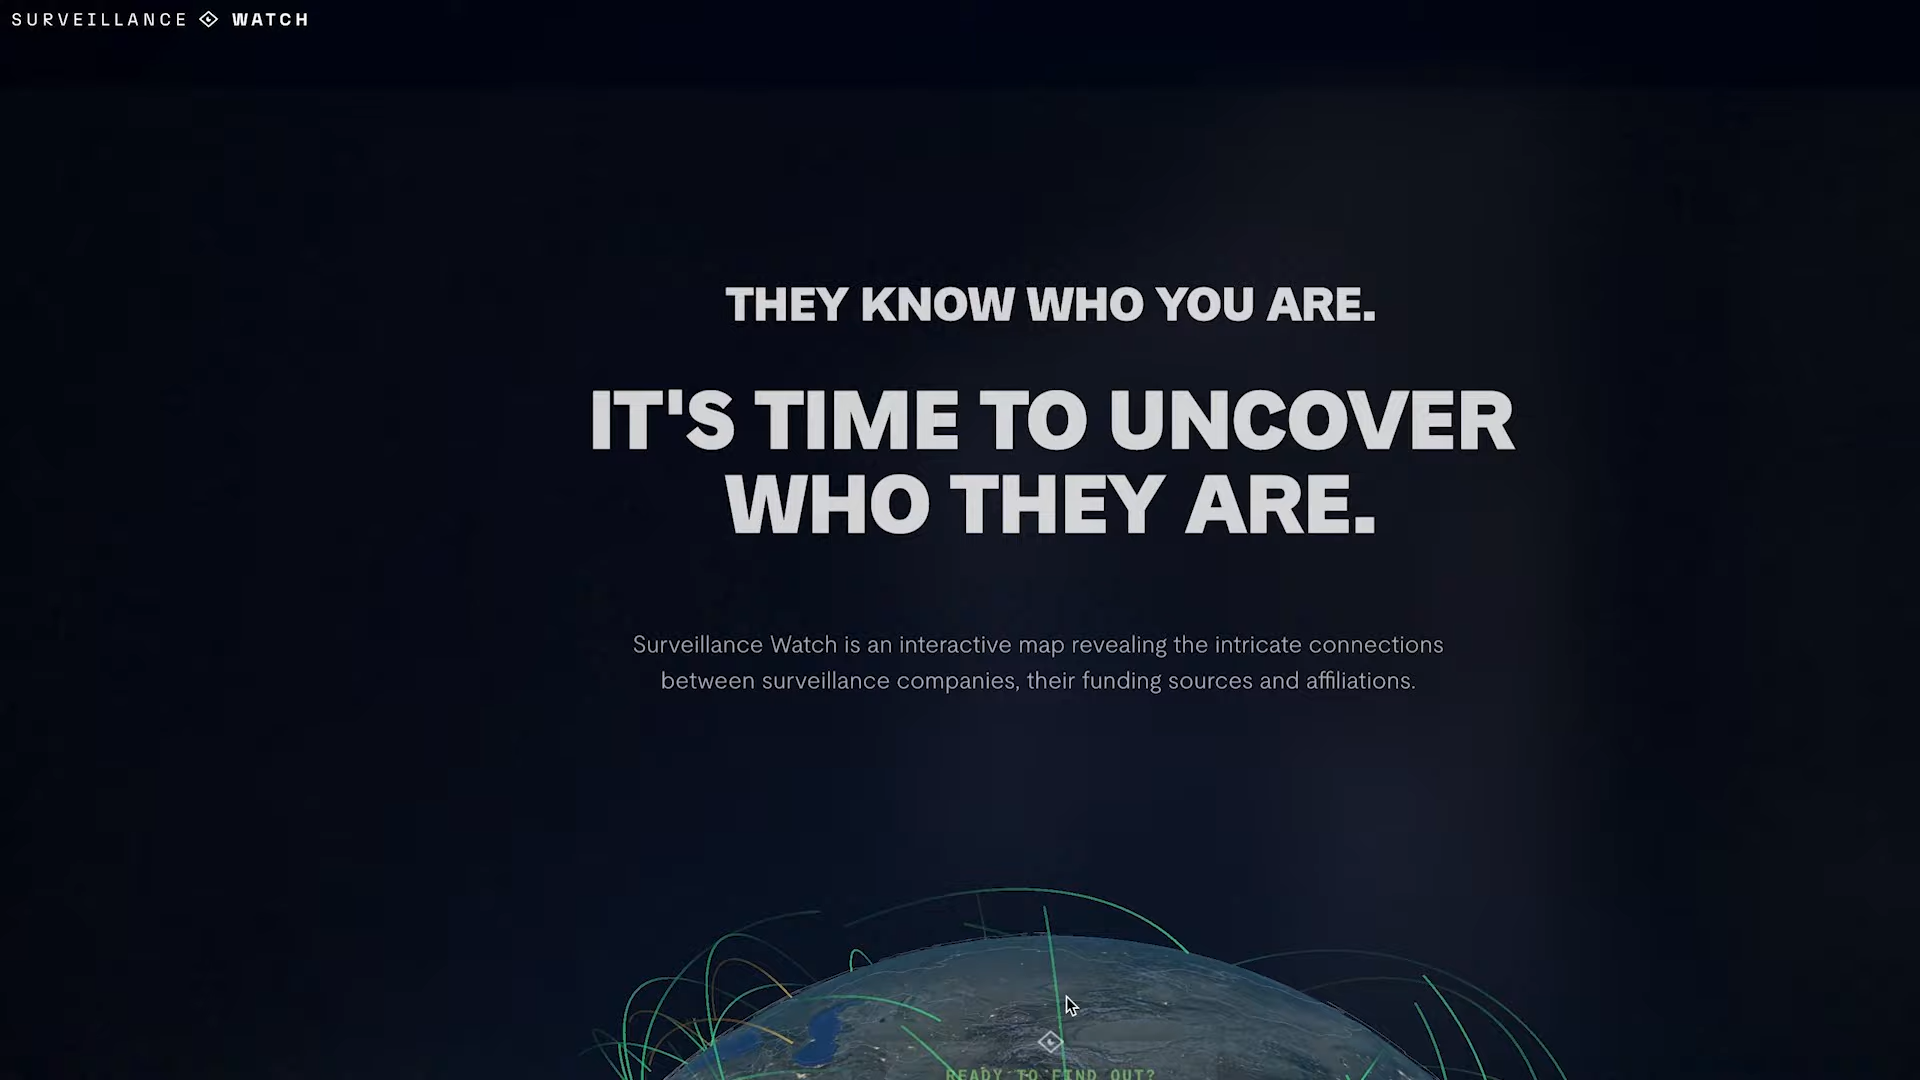 SURVEILLANCE WATCH
THEY KNOW WHO YOU ARE.
IT'S TIME TO UNCOVER
WHO THEY ARE.
Surveillance Watch is an interactive map revealing the intricate connections
between surveillance companies, their funding sources and affiliations.
READY TO FIND OUT?